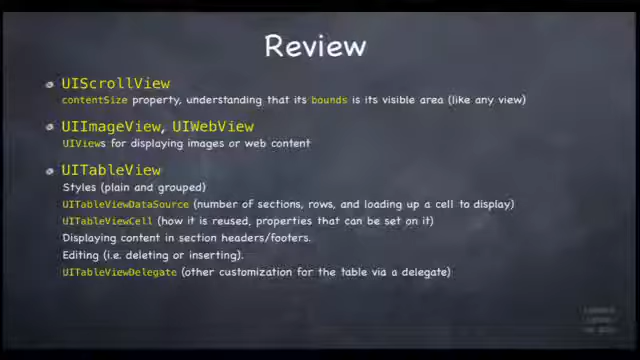 Review
UIScrollView
contentSize property, understanding that its bounds is its visible area (like any view)
UIImageView, UIWebView
UIViews for displaying images or web content
UITableView
Styles (plain and grouped)
UITableViewDataSource (number of sections, rows, and loading up a cell to display)
UITableViewCell (how it is reused, properties that can be set on it)
Displaying content in section headers/footers.
Editing (i.e. deleting or inserting).
UITableViewDelegate (other customization for the table via a delegate)